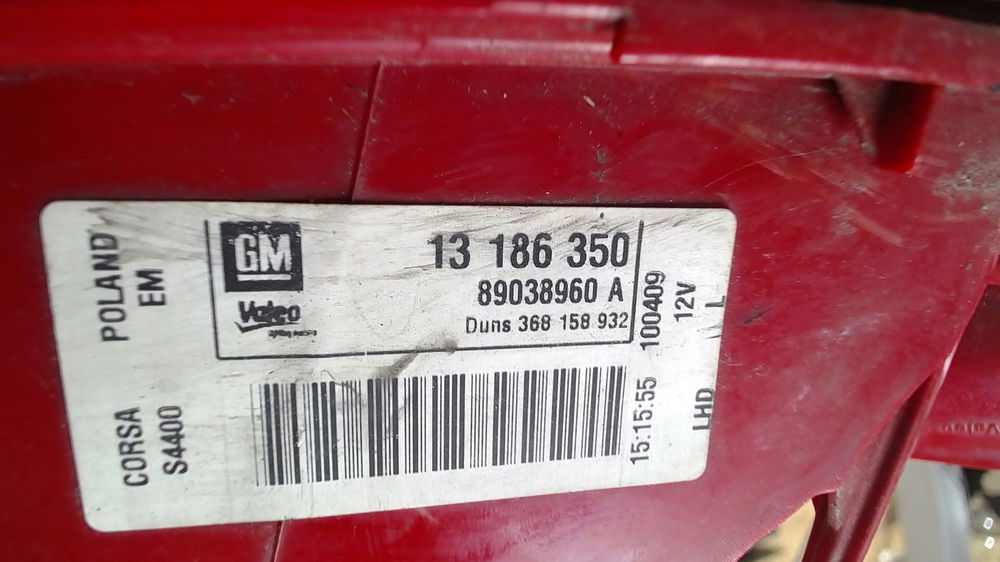 POLAND
EM
CORSA
S4400
GM
Valeo
13 186 350
89038960 A
Duns 368 158 932
100409
12V
L
15:15:55
LHD